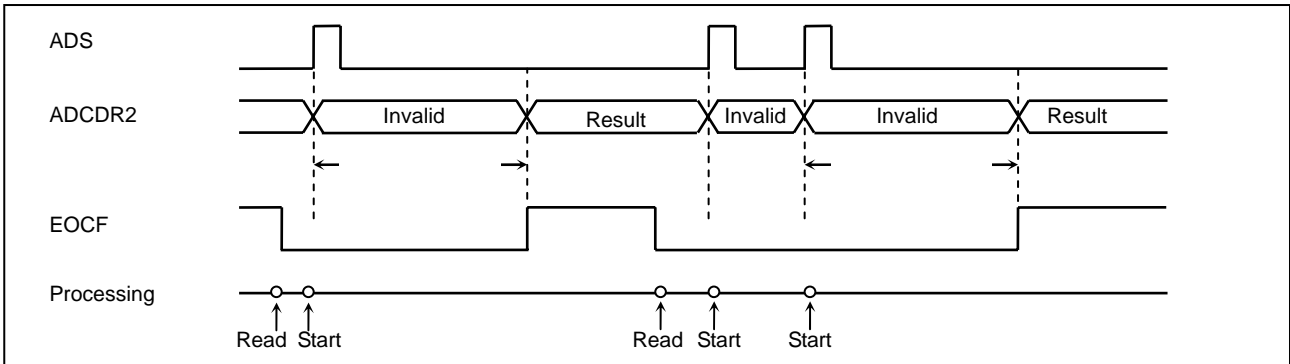 ADS
ADCDR2
Invalid
Result
Invalid
Invalid
Result
EOCF
Processing
Read
Start
Read
Start
Start